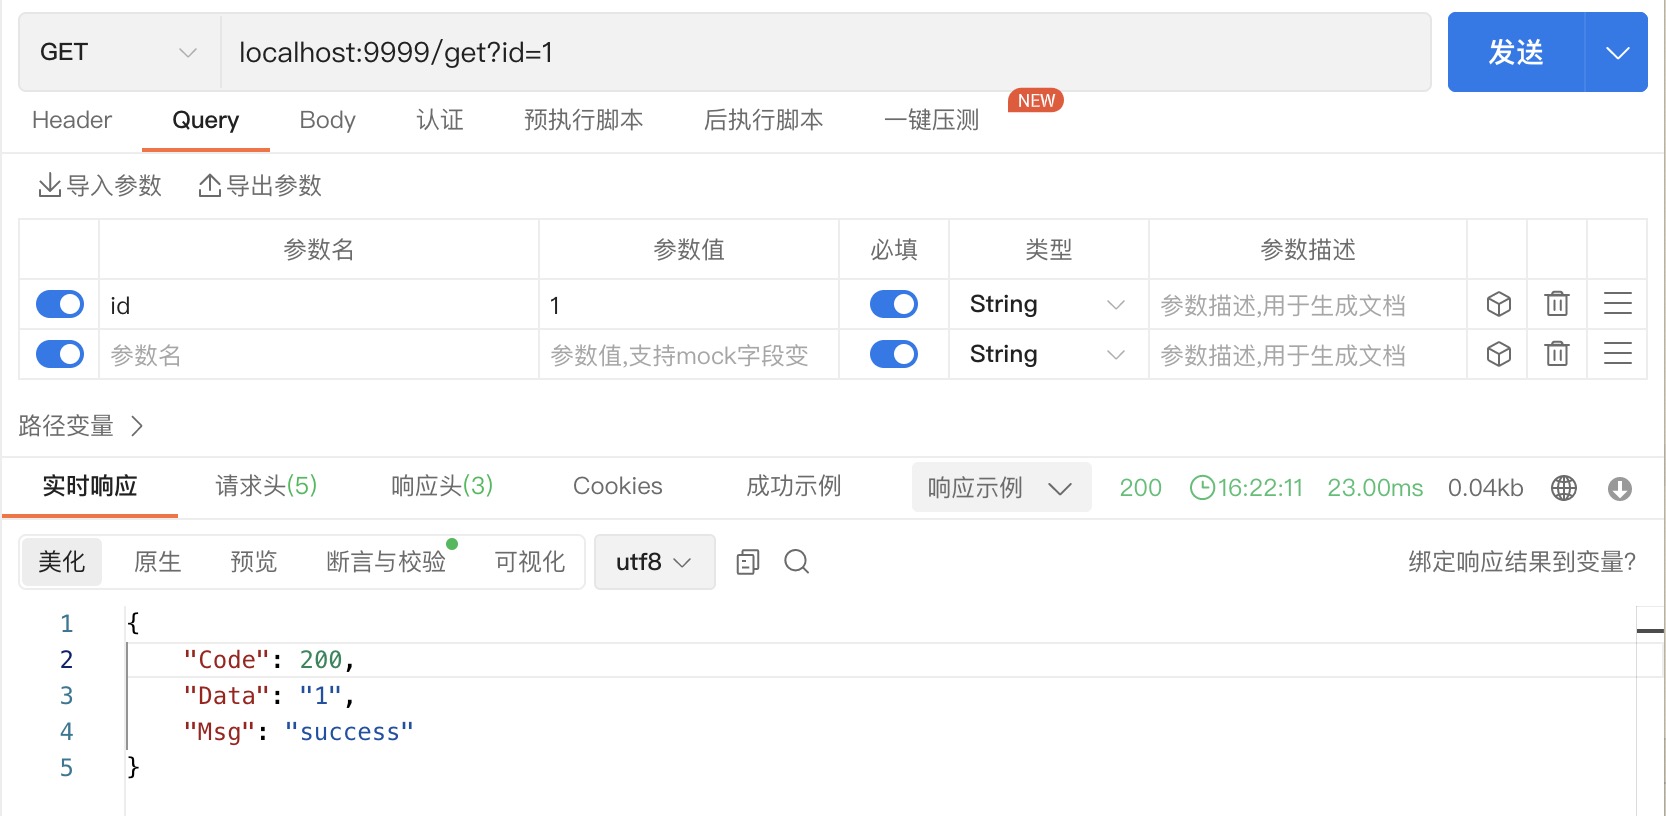 GET localhost:9999/get?id=1 发送
Header Query Body 认证 预执行脚本 后执行脚本 一键压测 NEW
导入参数 导出参数
参数名 参数值 必填 类型 参数描述
id 1 String 参数描述,用于生成文档
参数名 参数值,支持mock字段变 String 参数描述,用于生成文档
路径变量
实时响应 请求头(5) 响应头(3) Cookies 成功示例 响应示例 200 16:22:11 23.00ms 0.04kb
美化 原生 预览 断言与校验 可视化 utf8 绑定响应结果到变量?
1 {
2 "Code": 200,
3 "Data": "1",
4 "Msg": "success"
5 }